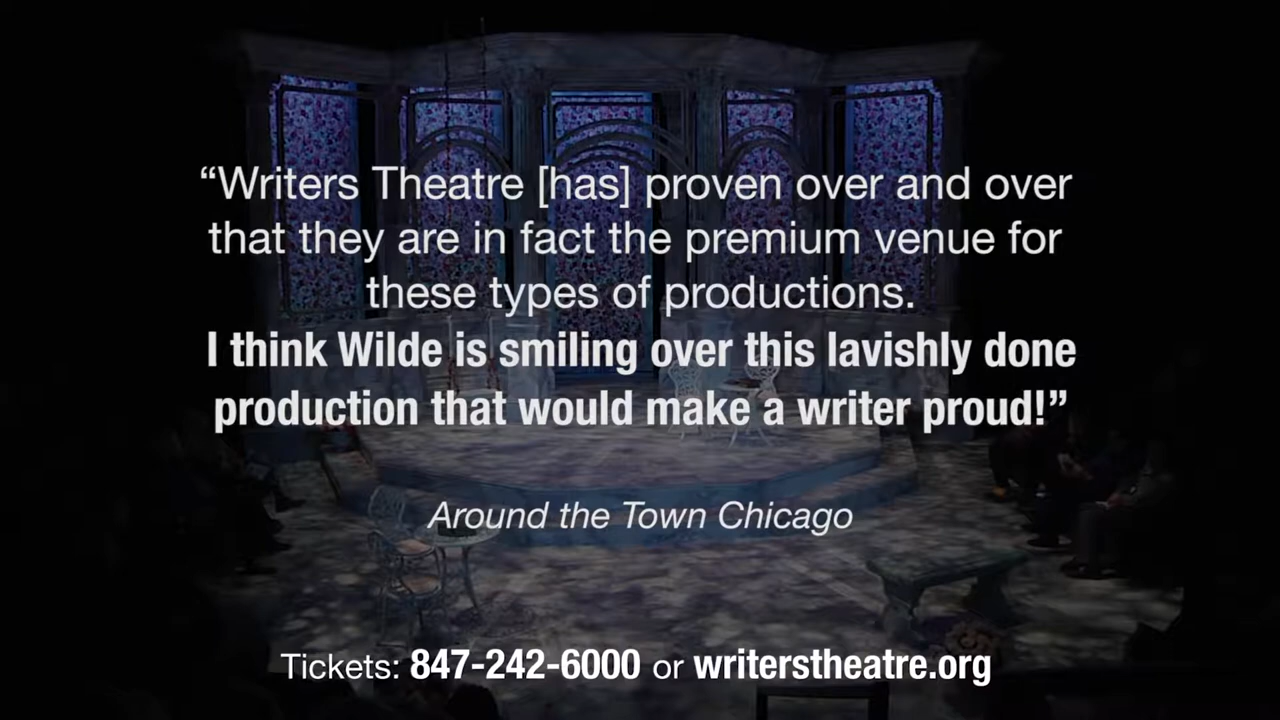 “Writers Theatre [has] proven over and over
that they are in fact the premium venue for
these types of productions.
I think Wilde is smiling over this lavishly done
production that would make a writer proud!”
Around the Town Chicago
Tickets: 847-242-6000 or writerstheatre.org